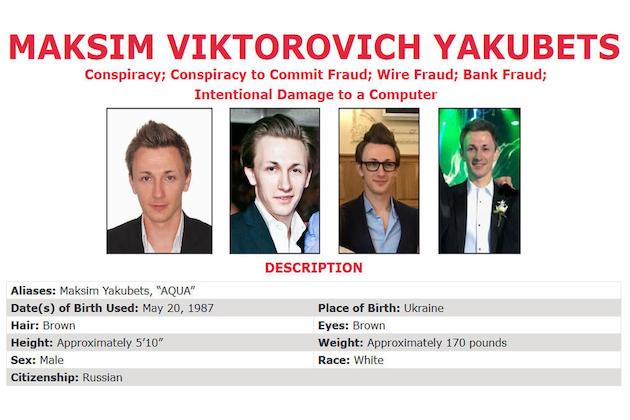 MAKSIM VIKTOROVICH YAKUBETS
Conspiracy; Conspiracy to Commit Fraud; Wire Fraud; Bank Fraud;
Intentional Damage to a Computer
DESCRIPTION
Aliases: Maksim Yakubets, “AQUA”
Date(s) of Birth Used: May 20, 1987 Place of Birth: Ukraine
Hair: Brown Eyes: Brown
Height: Approximately 5'10" Weight: Approximately 170 pounds
Sex: Male Race: White
Citizenship: Russian